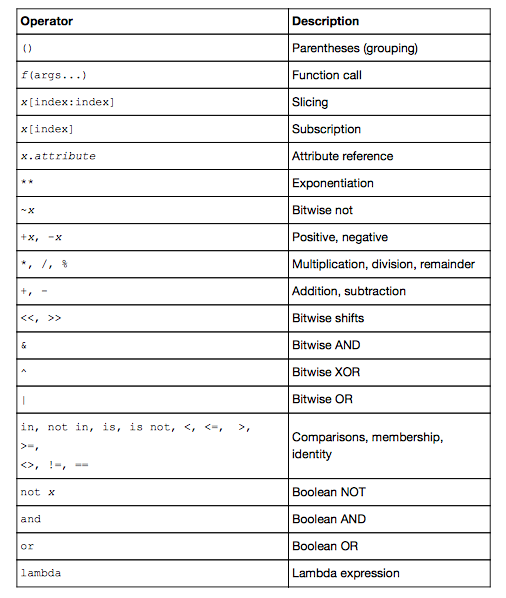 Operator Description
() Parentheses (grouping)
f(args...) Function call
x[index:index] Slicing
x[index] Subscription
x.attribute Attribute reference
** Exponentiation
~x Bitwise not
+x, -x Positive, negative
*, /, % Multiplication, division, remainder
+, - Addition, subtraction
<<, >> Bitwise shifts
& Bitwise AND
^ Bitwise XOR
| Bitwise OR
in, not in, is, is not, <, <=, >,
>=,
<>, !=, ==
Comparisons, membership,
identity
not x Boolean NOT
and Boolean AND
or Boolean OR
lambda Lambda expression